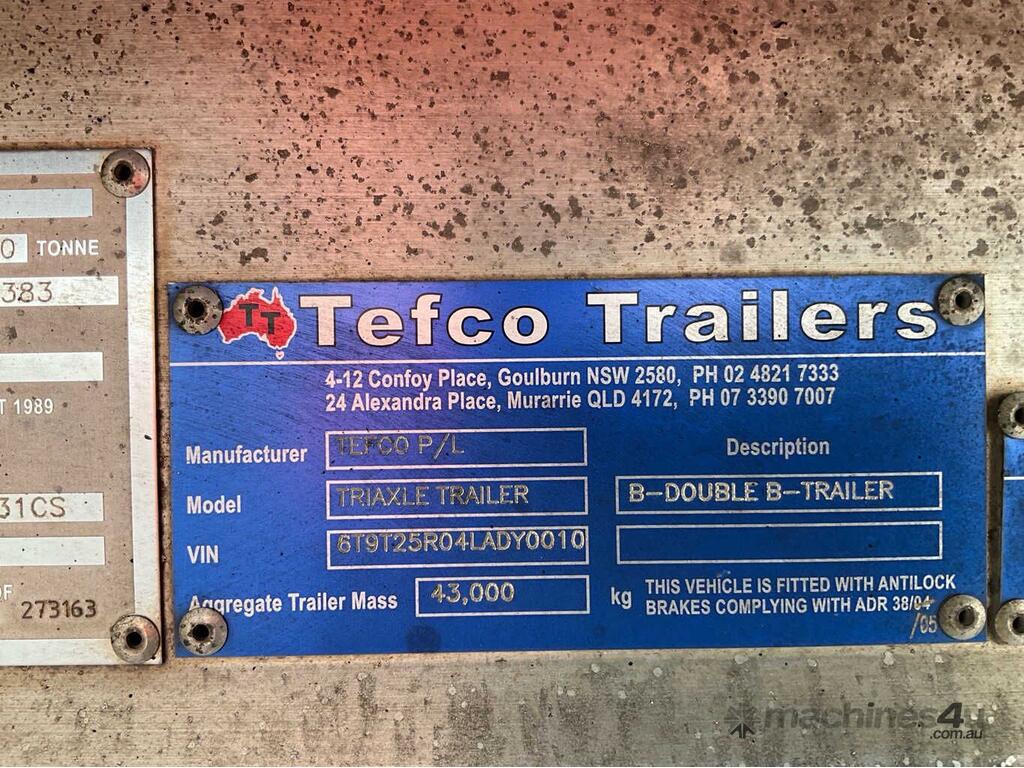 0 TONNE
383
T 1989
31CS
OF
273163
TT Tefco Trailers
4-12 Confoy Place, Goulburn NSW 2580, PH 02 4821 7333
24 Alexandra Place, Murarrie QLD 4172, PH 07 3390 7007
Manufacturer TEFCO P/L Description
Model TRIAXLE TRAILER B-DOUBLE B-TRAILER
VIN 6T9T25R04LADY0010
Aggregate Trailer Mass 43,000 kg
THIS VEHICLE IS FITTED WITH ANTILOCK
BRAKES COMPLYING WITH ADR 38/04
/05
machines4u
.com.au